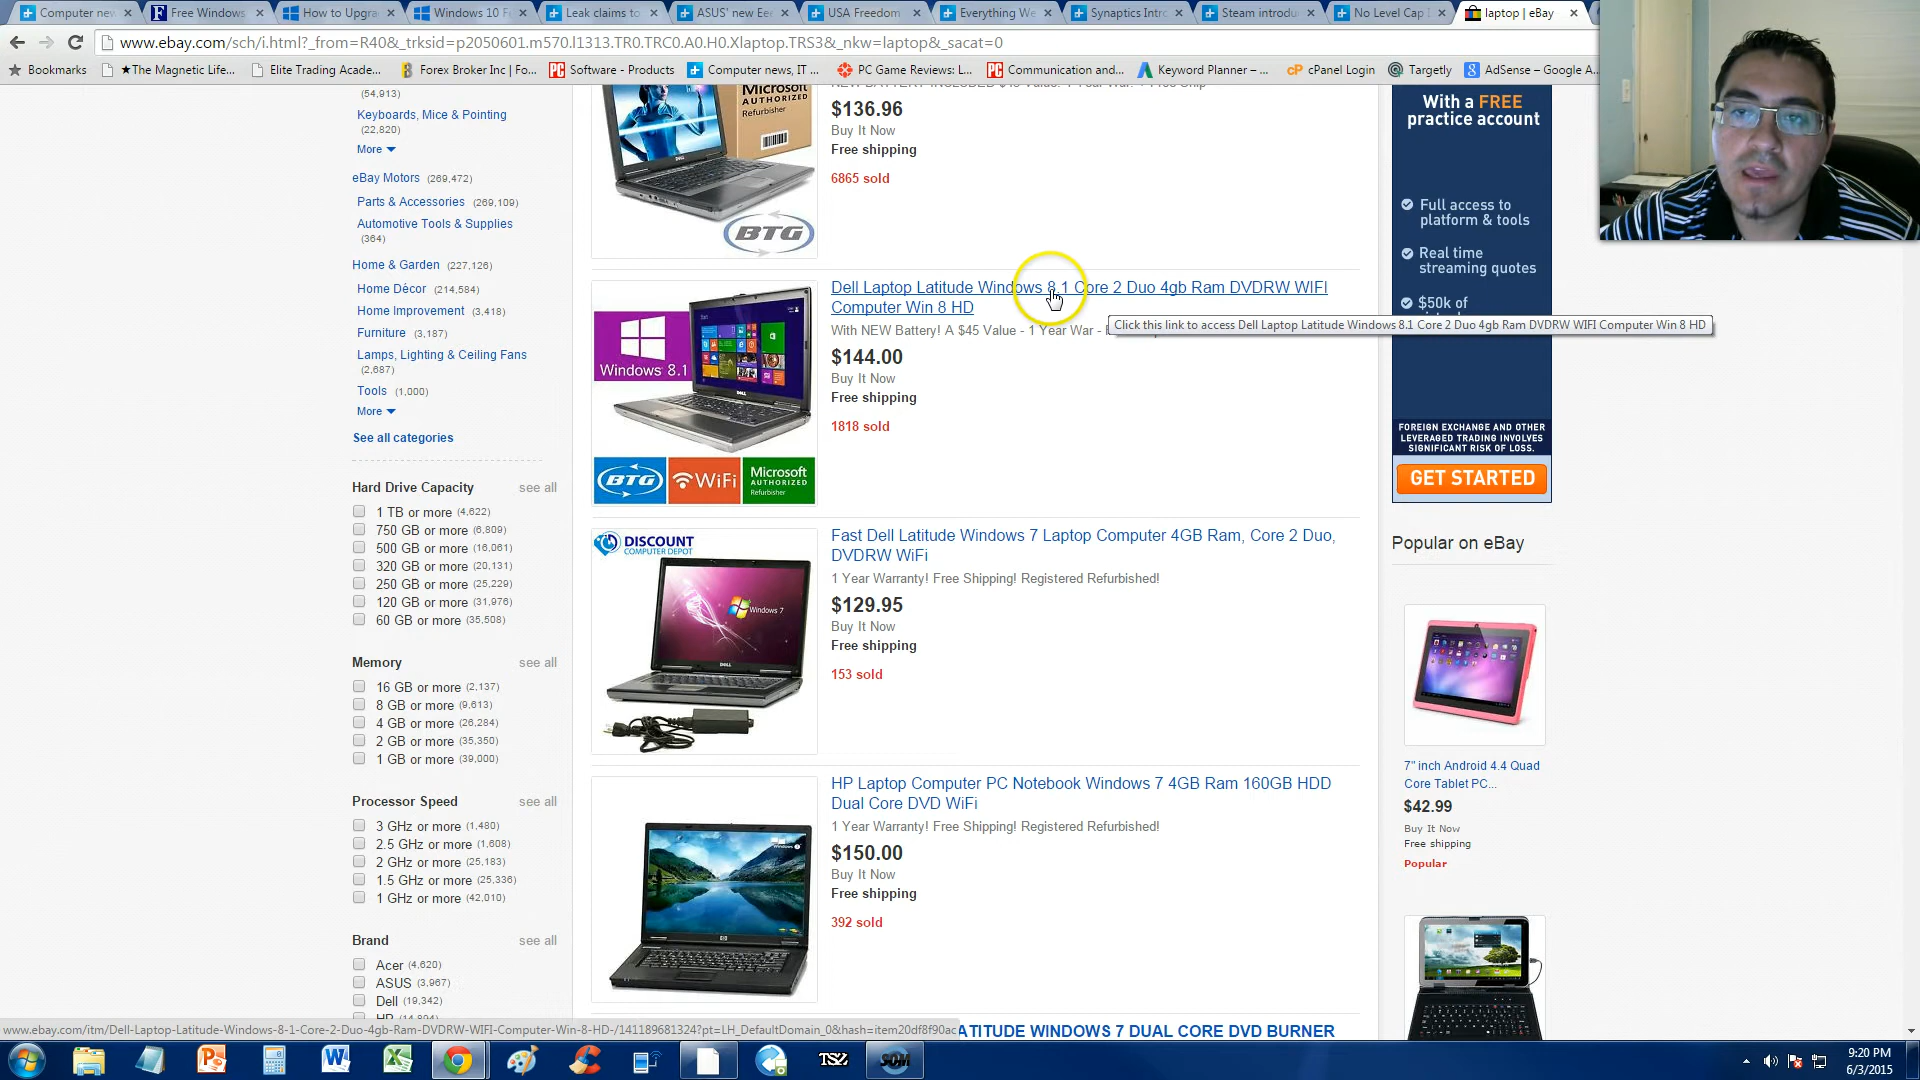 Computer new
Free Windows
How to Upgra
Windows 10 F
Leak claims to
ASUS' new Ee
USA Freedom
Everything We
Synaptics Intr
Steam introdu
No Level Cap I
laptop | eBay
www.ebay.com/sch/i.html?_from=R40&_trksid=p2050601.m570.l1313.TR0.TRC0.A0.H0.Xlaptop.TRS3&_nkw=laptop&_sacat=0
Bookmarks
★The Magnetic Life...
Elite Trading Acade...
Forex Broker Inc | Fo...
Software - Products
Computer news, IT ...
PC Game Reviews: L...
Communication and...
Keyword Planner – ...
cPanel Login
Targetly
AdSense – Google A...
(54,913)
Keyboards, Mice & Pointing
(22,820)
More
eBay Motors (269,472)
Parts & Accessories (269,109)
Automotive Tools & Supplies
(364)
Home & Garden (227,126)
Home Décor (214,584)
Home Improvement (3,418)
Furniture (3,187)
Lamps, Lighting & Ceiling Fans
(2,687)
Tools (1,000)
More
See all categories
Hard Drive Capacity see all
1 TB or more (4,622)
750 GB or more (6,809)
500 GB or more (16,061)
320 GB or more (20,131)
250 GB or more (25,229)
120 GB or more (31,976)
60 GB or more (35,508)
Memory see all
16 GB or more (2,137)
8 GB or more (9,613)
4 GB or more (26,284)
2 GB or more (35,350)
1 GB or more (39,000)
Processor Speed see all
3 GHz or more (1,480)
2.5 GHz or more (1,608)
2 GHz or more (25,183)
1.5 GHz or more (25,336)
1 GHz or more (42,010)
Brand see all
Acer (4,620)
ASUS (3,967)
Dell (19,342)
Microsoft
AUTHORIZED
Refurbisher
BTG
$136.96
Buy It Now
Free shipping
6865 sold
Windows 8.1
BTG
WiFi
Microsoft
AUTHORIZED
Refurbisher
Dell Laptop Latitude Windows 8.1 Core 2 Duo 4gb Ram DVDRW WIFI
Computer Win 8 HD
With NEW Battery! A $45 Value - 1 Year War -
Click this link to access Dell Laptop Latitude Windows 8.1 Core 2 Duo 4gb Ram DVDRW WIFI Computer Win 8 HD
$144.00
Buy It Now
Free shipping
1818 sold
DISCOUNT
COMPUTER DEPOT
Windows 7
Fast Dell Latitude Windows 7 Laptop Computer 4GB Ram, Core 2 Duo,
DVDRW WiFi
1 Year Warranty! Free Shipping! Registered Refurbished!
$129.95
Buy It Now
Free shipping
153 sold
HP Laptop Computer PC Notebook Windows 7 4GB Ram 160GB HDD
Dual Core DVD WiFi
1 Year Warranty! Free Shipping! Registered Refurbished!
$150.00
Buy It Now
Free shipping
392 sold
ATITUDE WINDOWS 7 DUAL CORE DVD BURNER
With a FREE
practice account
Full access to
platform & tools
Real time
streaming quotes
$50k of
FOREIGN EXCHANGE AND OTHER
LEVERAGED TRADING INVOLVES
SIGNIFICANT RISK OF LOSS.
GET STARTED
Popular on eBay
7" inch Android 4.4 Quad
Core Tablet PC...
$42.99
Buy It Now
Free shipping
Popular
www.ebay.com/itm/Dell-Laptop-Latitude-Windows-8-1-Core-2-Duo-4gb-Ram-DVDRW-WIFI-Computer-Win-8-HD-/141189681324?pt=LH_DefaultDomain_0&hash=item20df8f90ac
TSZ
SOM
9:20 PM
6/3/2015